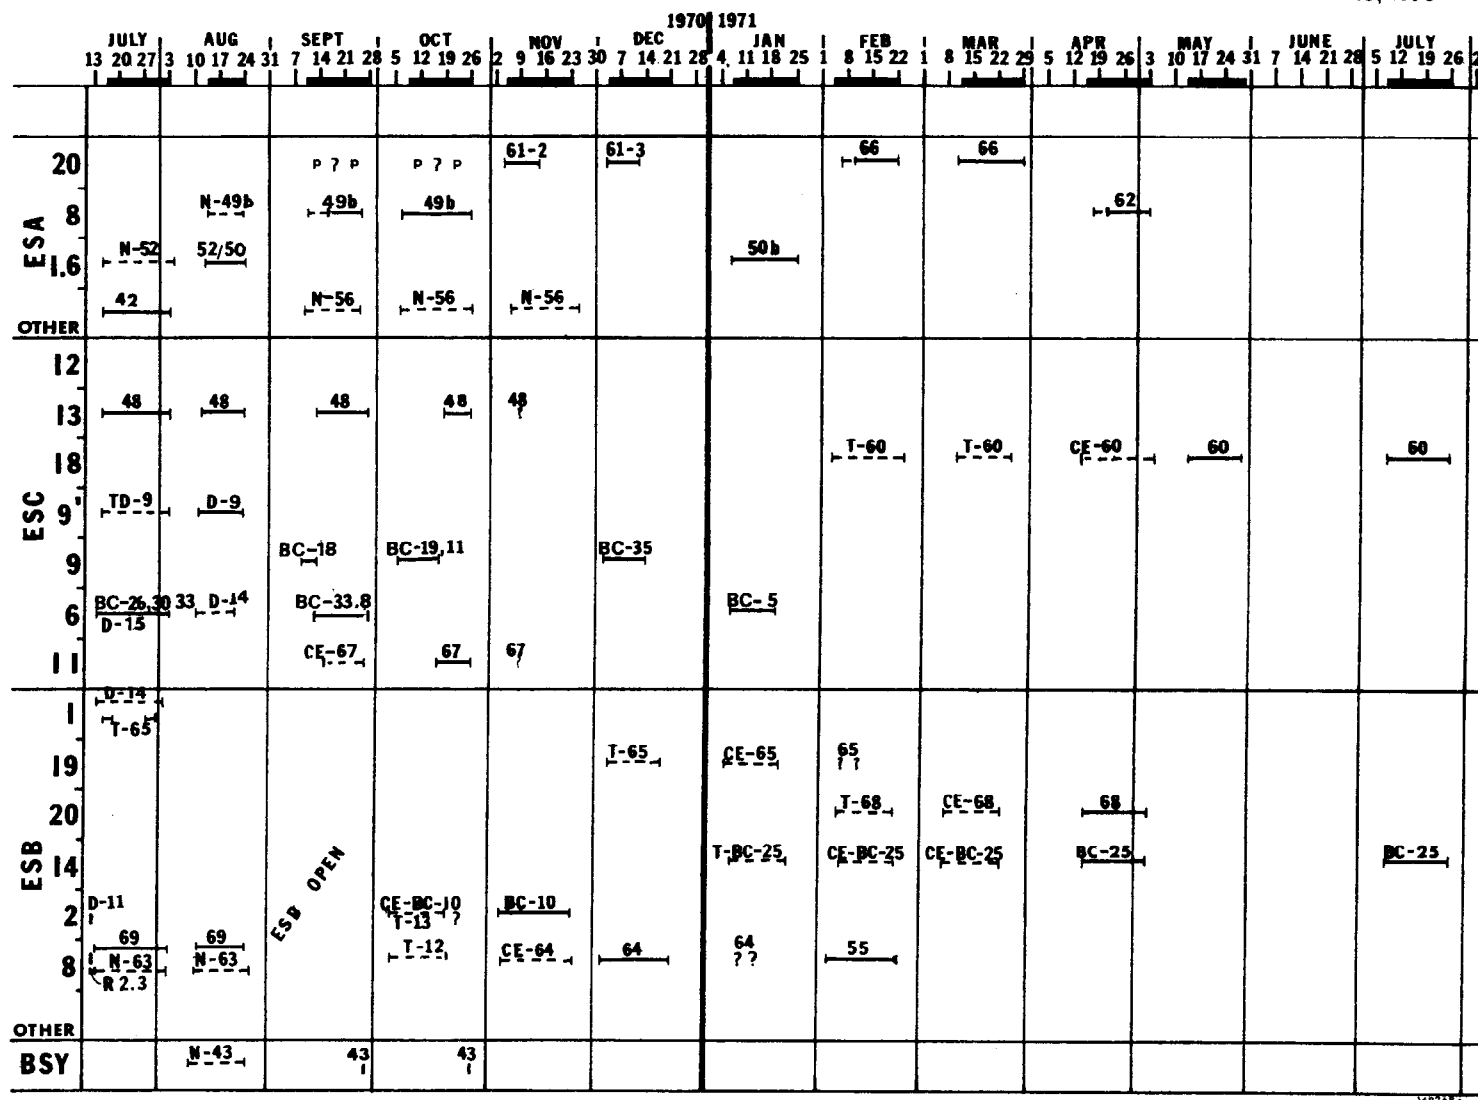 1970 1971
JULY AUG SEPT OCT NOV DEC JAN FEB MAR APR MAY JUNE JULY
13 20 27 3 10 17 24 31 7 14 21 28 5 12 19 26 2 9 16 23 30 7 14 21 28 4 11 18 25 1 8 15 22 1 8 15 22 29 5 12 19 26 3 10 17 24 31 7 14 21 28 5 12 19 26 2
ESA
20 P ? P P ? P 61-2 61-3 66 66
8 N-49b 49b 49b 62
1.6 N-52 52/50 50b
42 N-56 N-56 N-56
OTHER
ESC
12
13 48 48 48 48 48 ?
18 T-60 T-60 CE-60 60 60
9' TD-9 D-9
9 BC-18 BC-19,11 BC-35
6 BC-26,30 33 D-14 BC-33.8 BC-5
D-15
11 CE-67 67 67 ?
ESB
D-14
1
T-65
19 T-65 CE-65 65
? ?
20 T-68 CE-68 68
14 T-BC-25 CE-BC-25 CE-BC-25 BC-25 BC-25
ESB OPEN
2 D-11 CE-BC-10 BC-10
T-13 ?
69 69 T-12 CE-64 64 64 55
8 N-63 N-63 ? ?
R 2.3
OTHER
BSY N-43 43 43